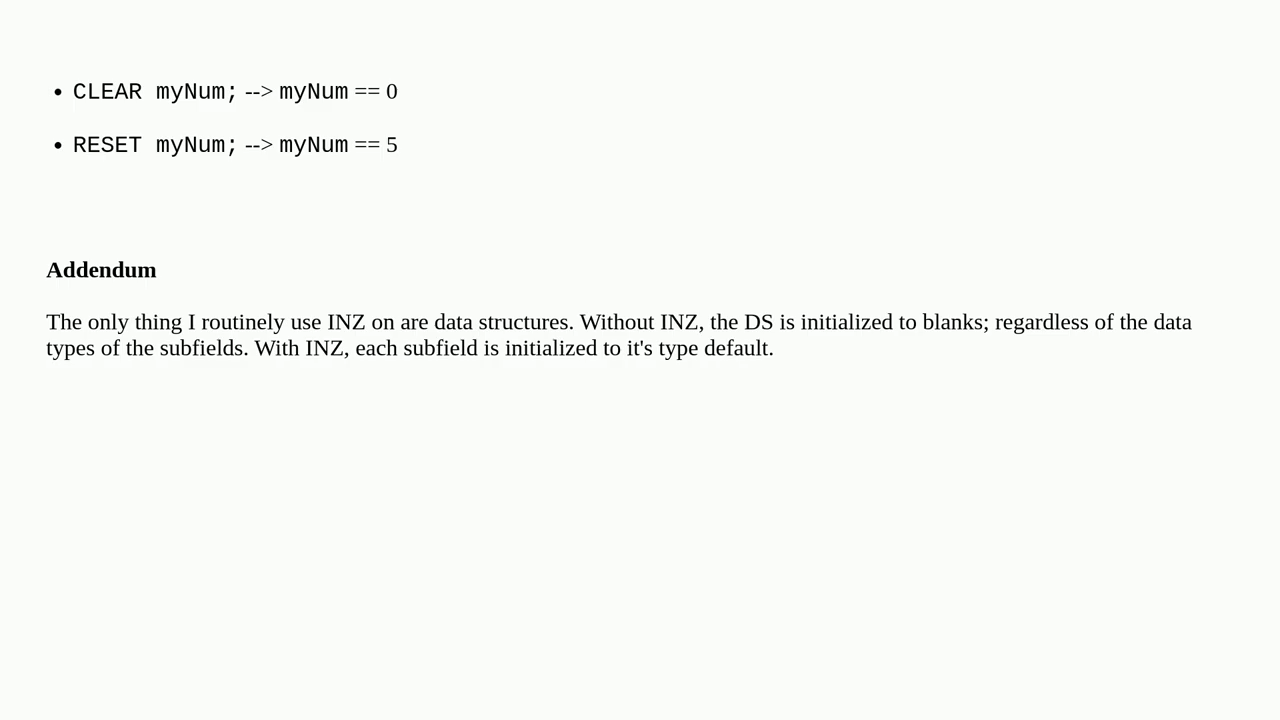 • CLEAR myNum; --> myNum == 0
• RESET myNum; --> myNum == 5
Addendum
The only thing I routinely use INZ on are data structures. Without INZ, the DS is initialized to blanks; regardless of the data
types of the subfields. With INZ, each subfield is initialized to it's type default.